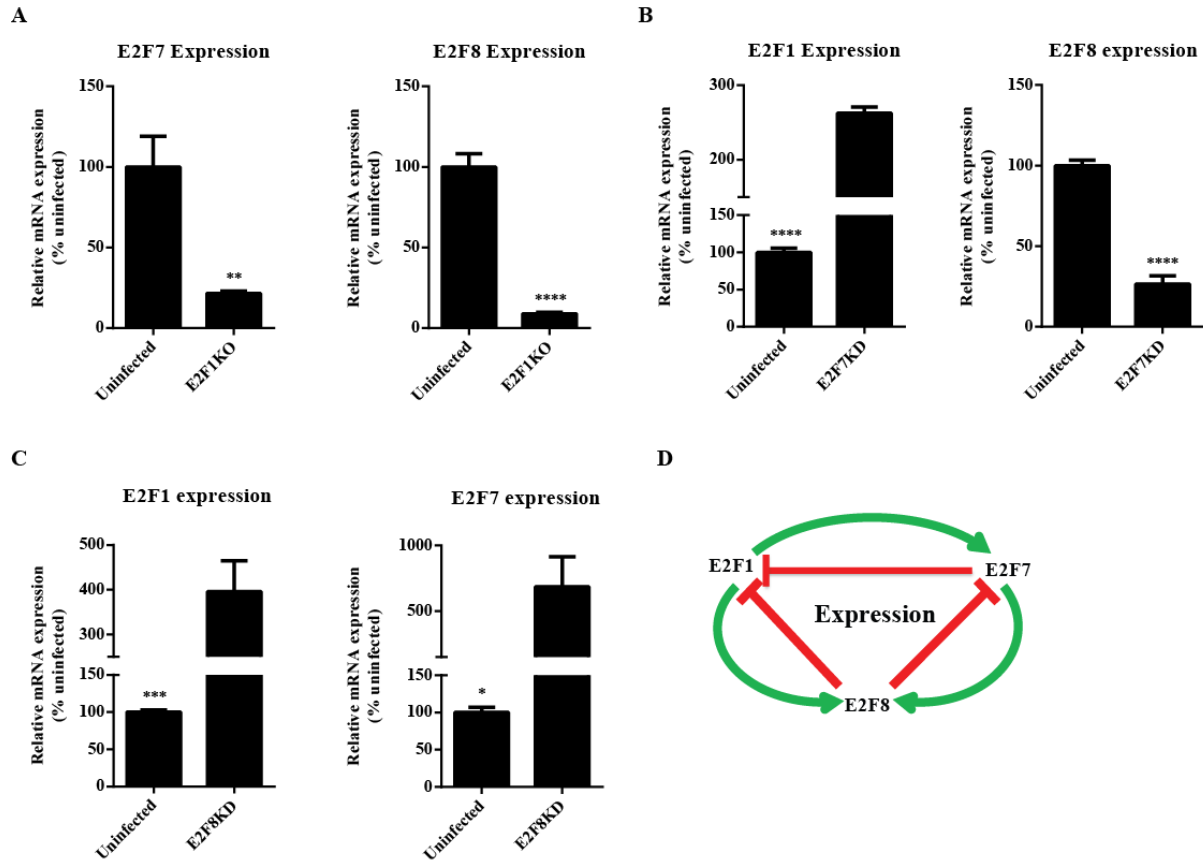 A
E2F7 Expression
Relative mRNA expression
(% uninfected)
150
100
50
0
**
Uninfected
E2F1KO
E2F8 Expression
Relative mRNA expression
(% uninfected)
150
100
50
0
****
Uninfected
E2F1KO
B
E2F1 Expression
Relative mRNA expression
(% uninfected)
300
200
150
100
50
0
****
Uninfected
E2F7KD
E2F8 expression
Relative mRNA expression
(% uninfected)
150
100
50
0
****
Uninfected
E2F7KD
C
E2F1 expression
Relative mRNA expression
(% uninfected)
500
400
300
150
100
50
0
***
Uninfected
E2F8KD
E2F7 expression
Relative mRNA expression
(% uninfected)
1000
500
150
100
50
0
*
Uninfected
E2F8KD
D
E2F1
E2F7
Expression
E2F8